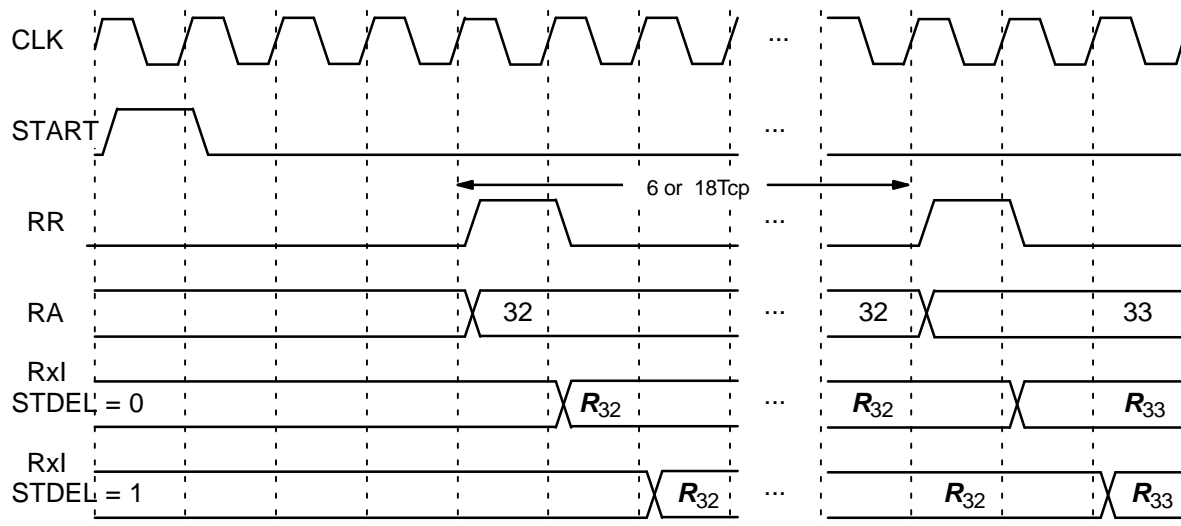 CLK ...
START ...
6 or 18Tcp
RR ...
RA 32 ... 32 33
RxI
STDEL = 0 R32 ... R32 R33
RxI
STDEL = 1 R32 ... R32 R33